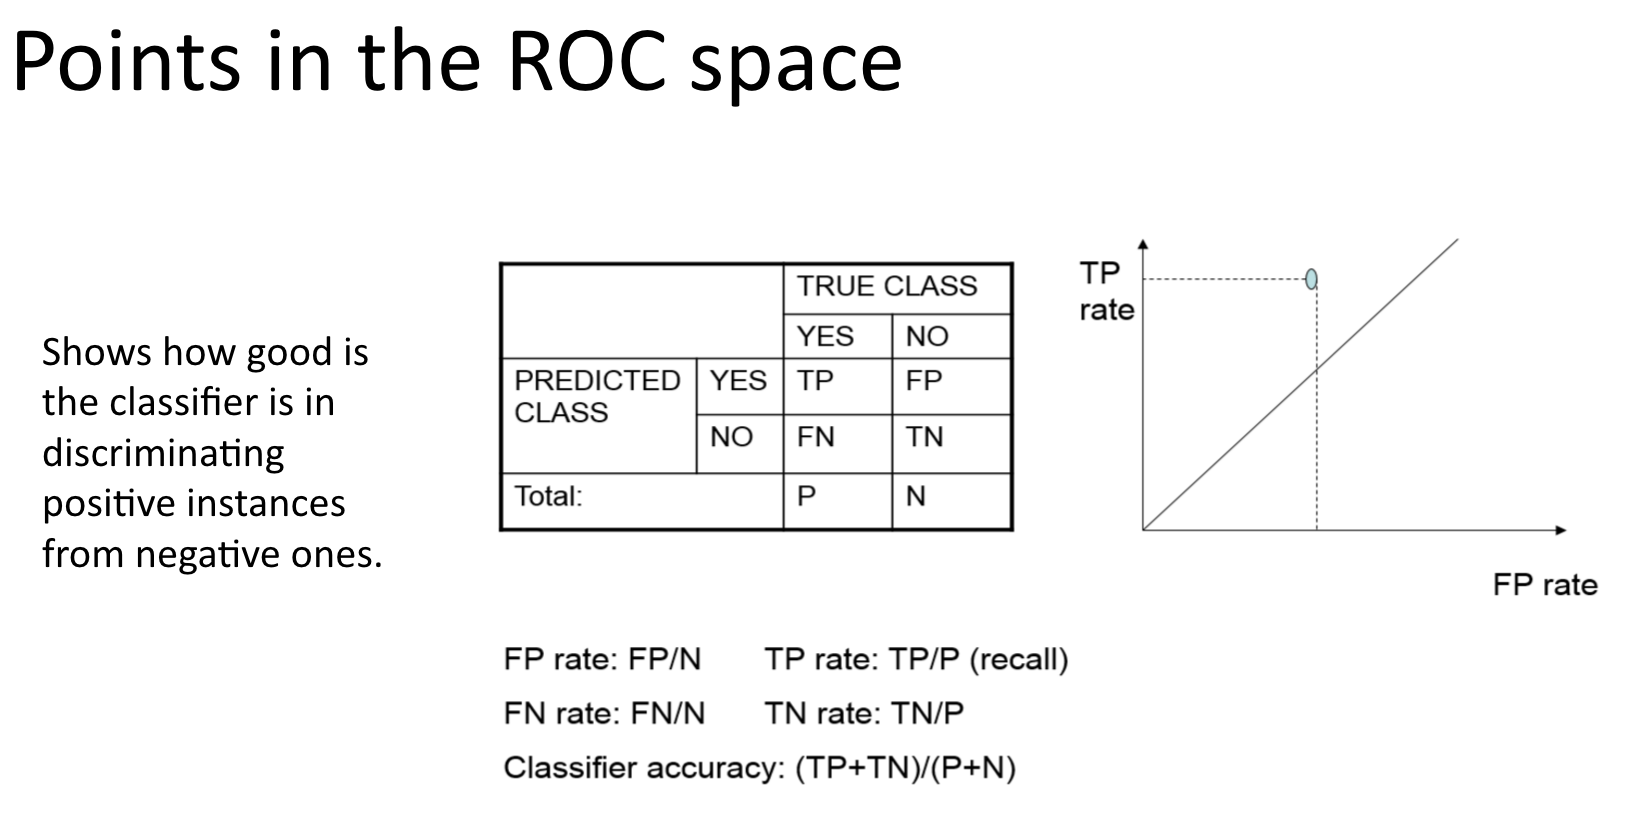 Points in the ROC space
Shows how good is
the classifier is in
discriminating
positive instances
from negative ones.
TRUE CLASS
YES NO
PREDICTED YES TP FP
CLASS
NO FN TN
Total: P N
TP
rate
FP rate
FP rate: FP/N TP rate: TP/P (recall)
FN rate: FN/N TN rate: TN/P
Classifier accuracy: (TP+TN)/(P+N)